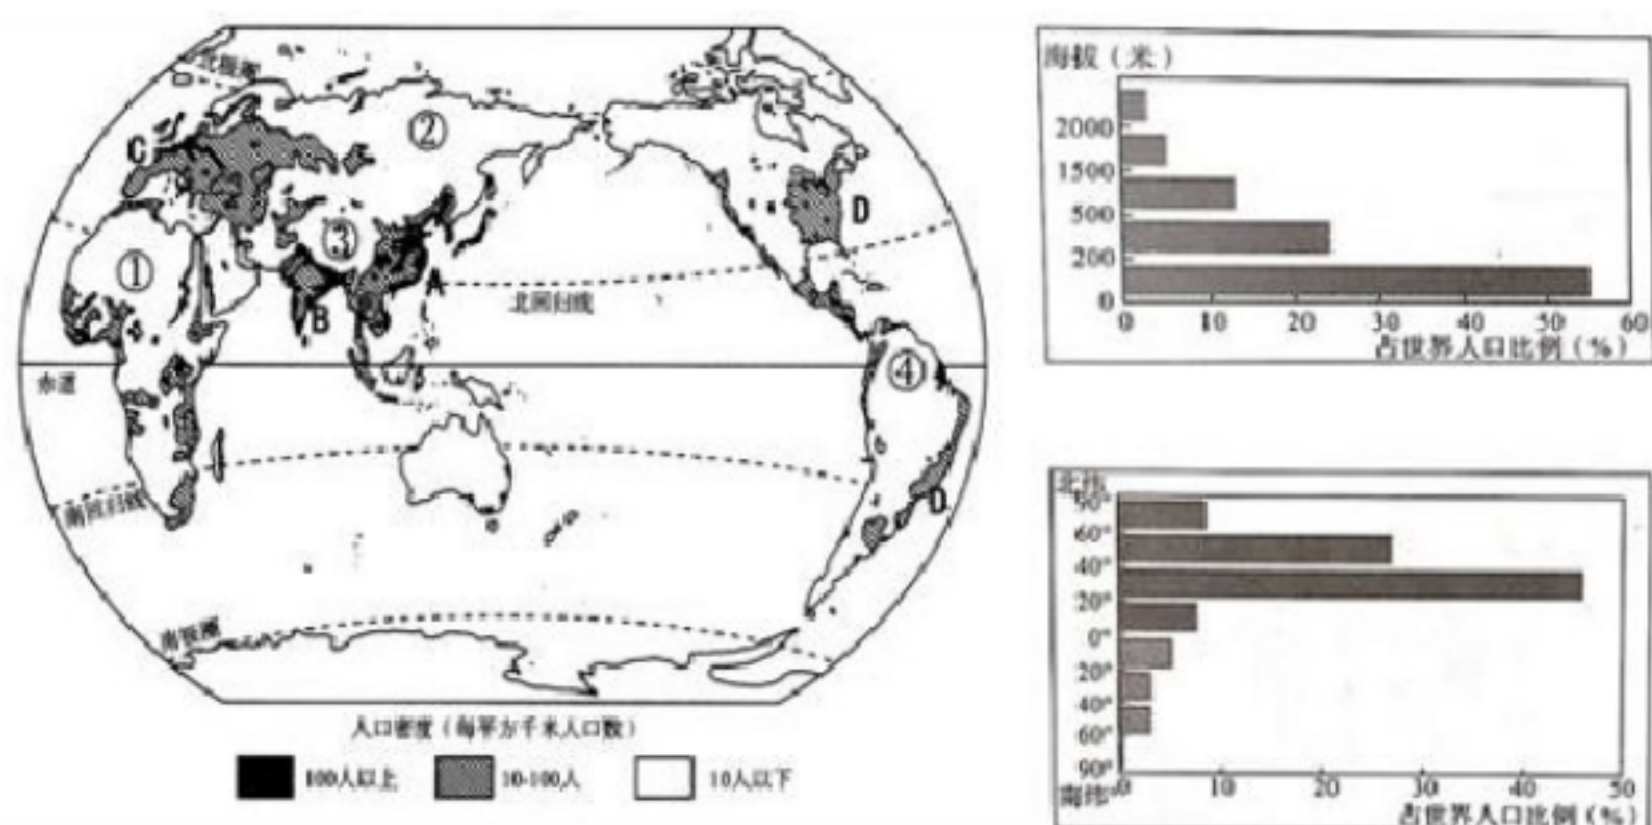 北极圈
②
C
D
③
①
A
北回归线
B
④
赤道
南回归线
D
南极圈
人口密度（每平方千米人口数）
100人以上
10-100人
10人以下
海拔（米）
2000
1500
500
200
0
0 10 20 30 40 50 60
占世界人口比例（%）
北纬
90°
60°
40°
20°
0°
20°
40°
60°
90°
南纬
0 10 20 30 40 50
占世界人口比例（%）